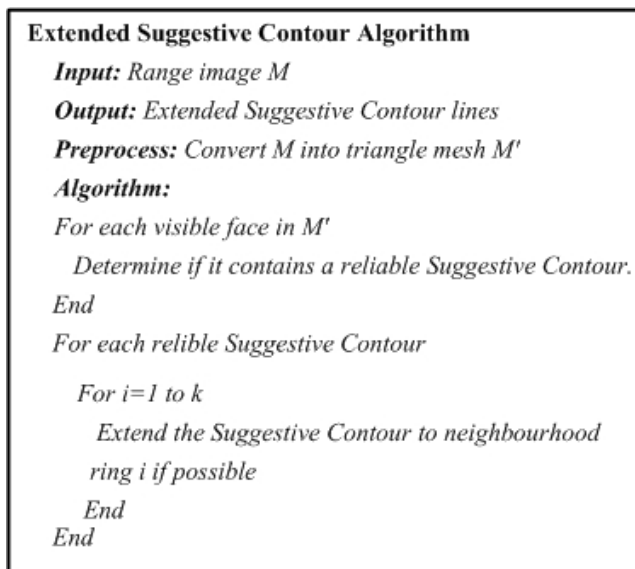 Extended Suggestive Contour Algorithm
Input: Range image M
Output: Extended Suggestive Contour lines
Preprocess: Convert M into triangle mesh M'
Algorithm:
For each visible face in M'
Determine if it contains a reliable Suggestive Contour.
End
For each relible Suggestive Contour
For i=1 to k
Extend the Suggestive Contour to neighbourhood
ring i if possible
End
End